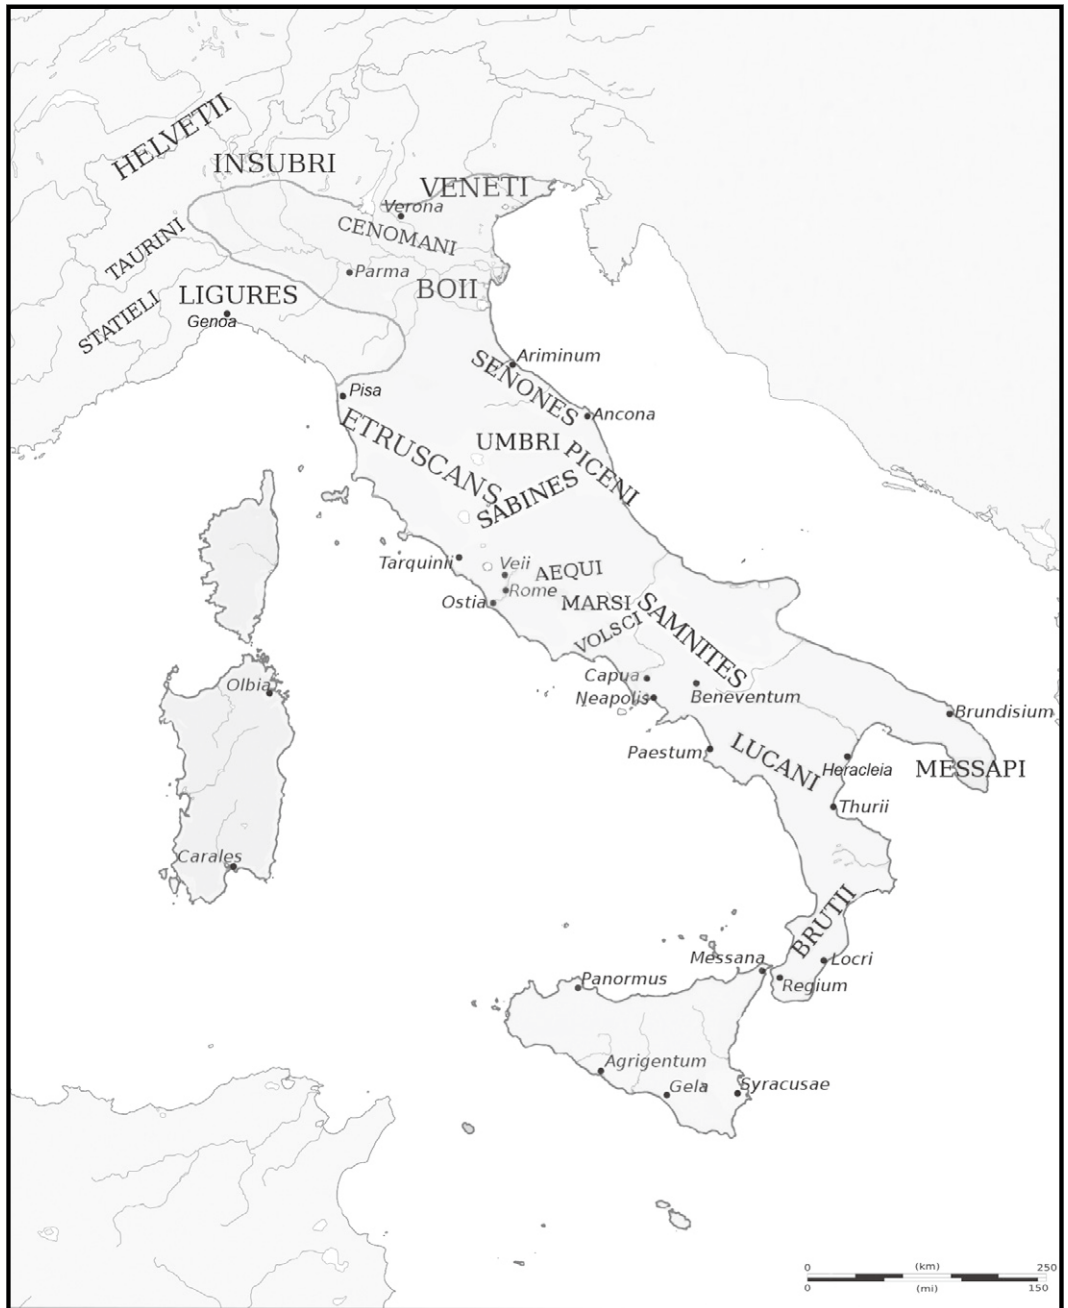 HELVETII
INSUBRI
VENETI
Verona
CENOMANI
TAURINI
Parma
BOII
STATIELI
LIGURES
Genoa
Ariminum
SENONES
Pisa
Ancona
ETRUSCANS
UMBRI
PICENI
SABINES
Tarquinli
Veii
AEQUI
Rome
Ostia
MARSI
SAMNITES
VOLSCI
Capua
Olbia
Neapolis
Beneventum
Brundisium
Paestum
LUCANI
Heracleia
MESSAPI
Thurii
Carales
BRUTII
Messana
Locri
Panormus
Regium
Agrigentum
Gela
Syracusae
0 (km) 250
0 (mi) 150